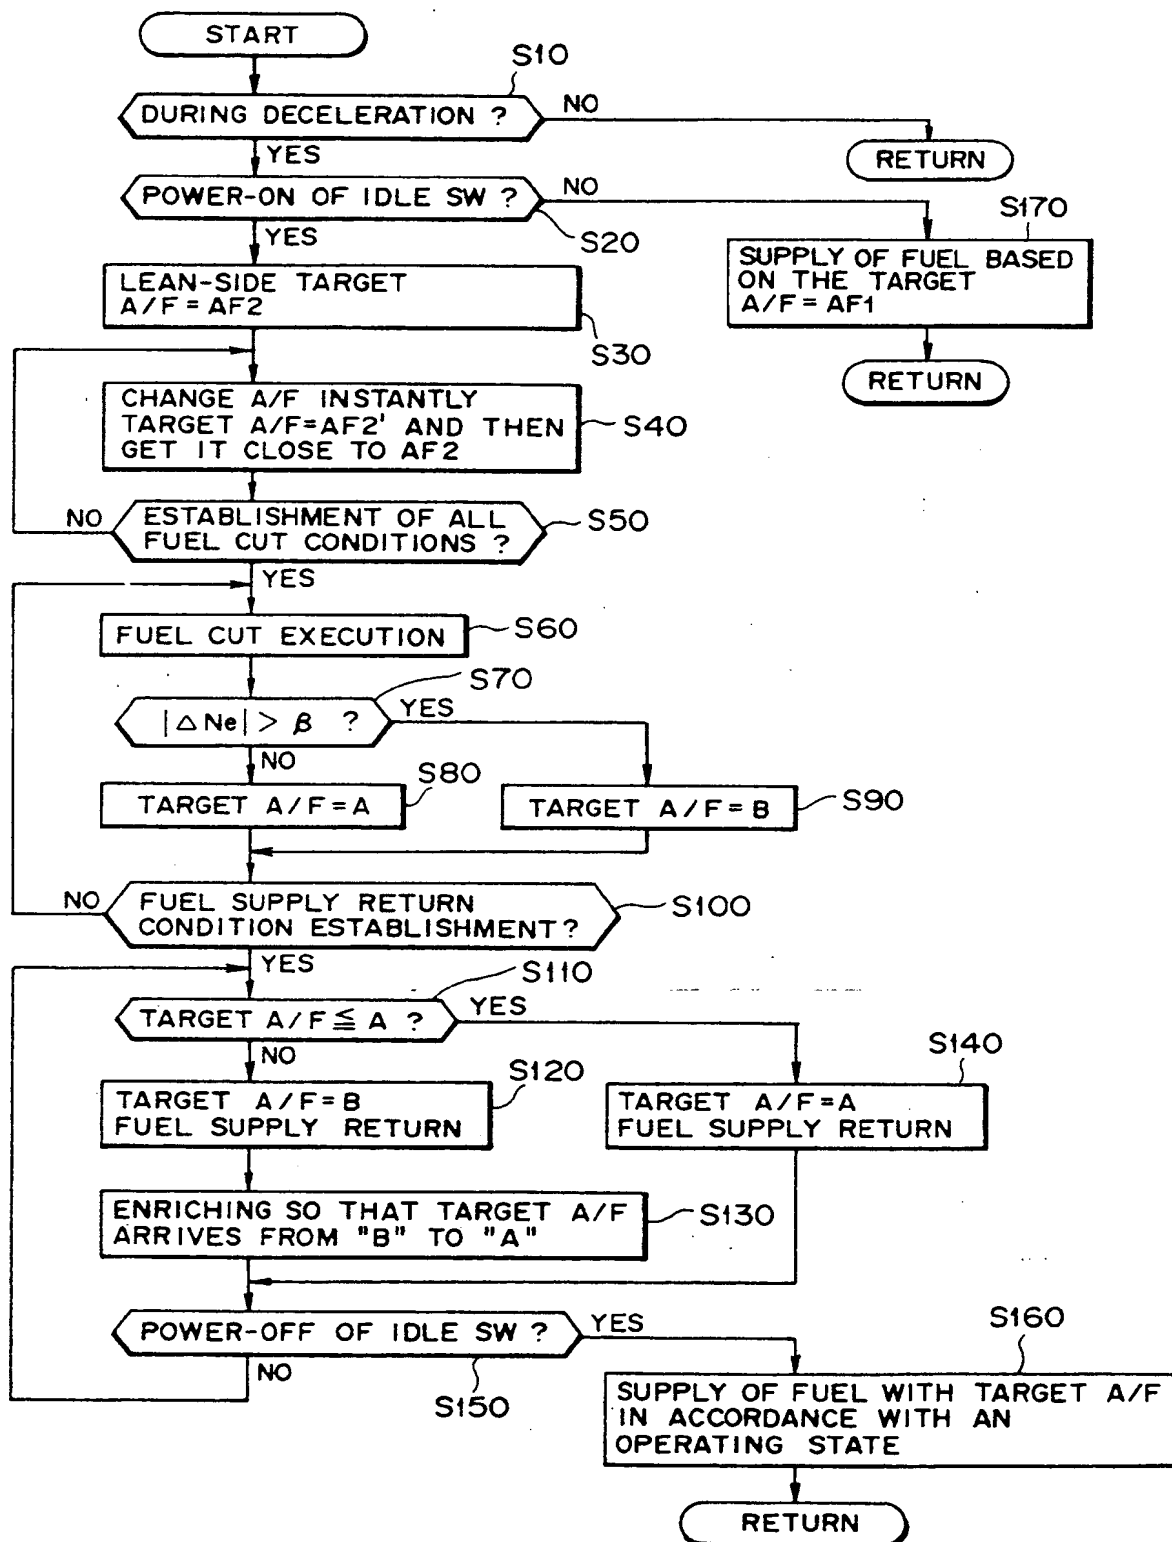 START
S10
DURING DECELERATION ?
NO
RETURN
YES
POWER-ON OF IDLE SW ?
NO
S20
YES
S170
SUPPLY OF FUEL BASED
ON THE TARGET
A/F = AF1
RETURN
LEAN-SIDE TARGET
A/F = AF2
S30
CHANGE A/F INSTANTLY
TARGET A/F=AF2' AND THEN
GET IT CLOSE TO AF2
S40
NO
ESTABLISHMENT OF ALL
FUEL CUT CONDITIONS ?
S50
YES
FUEL CUT EXECUTION
S60
S70
|△Ne| > β ?
YES
NO
S80
TARGET A/F = A
TARGET A/F = B
S90
NO
FUEL SUPPLY RETURN
CONDITION ESTABLISHMENT?
S100
YES
S110
TARGET A/F ≦ A ?
YES
NO
S120
TARGET A/F = B
FUEL SUPPLY RETURN
S140
TARGET A/F=A
FUEL SUPPLY RETURN
ENRICHING SO THAT TARGET A/F
ARRIVES FROM "B" TO "A"
S130
POWER-OFF OF IDLE SW ?
YES
NO
S150
S160
SUPPLY OF FUEL WITH TARGET A/F
IN ACCORDANCE WITH AN
OPERATING STATE
RETURN